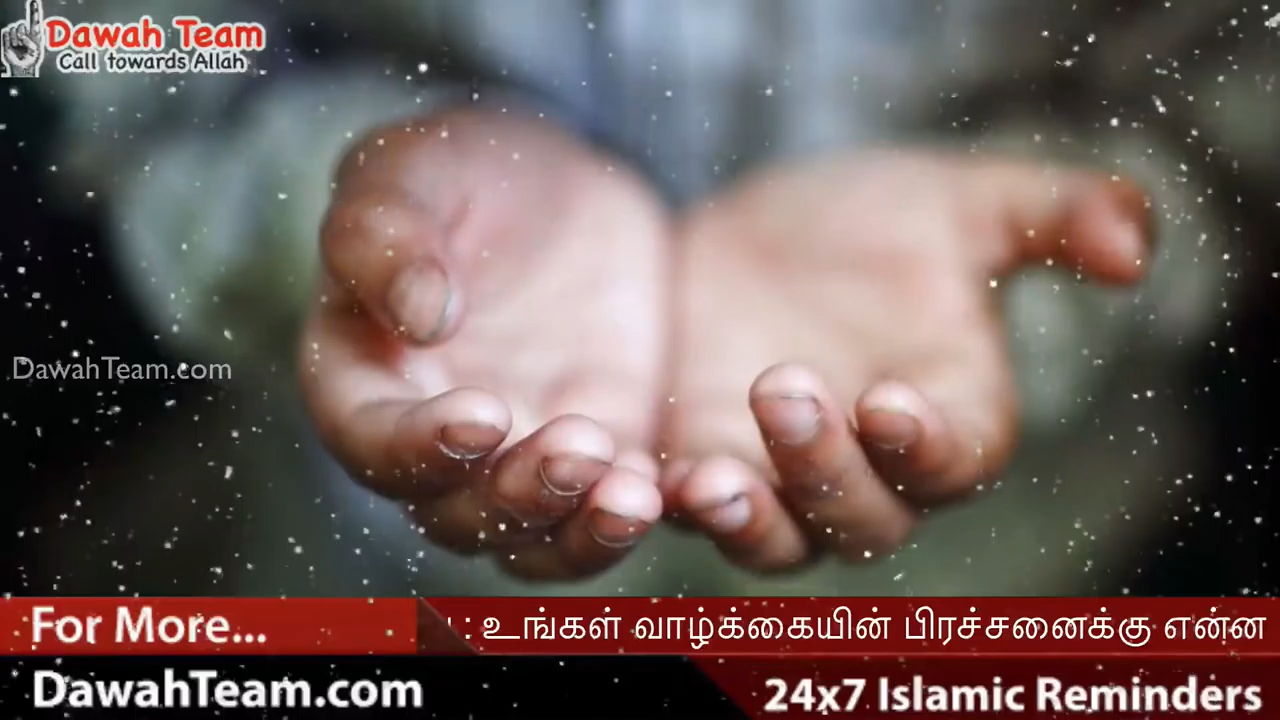 Dawah Team
Call towards Allah
DawahTeam.com
For More...
: உங்கள் வாழ்க்கையின் பிரச்சனைக்கு என்ன
DawahTeam.com
24x7 Islamic Reminders